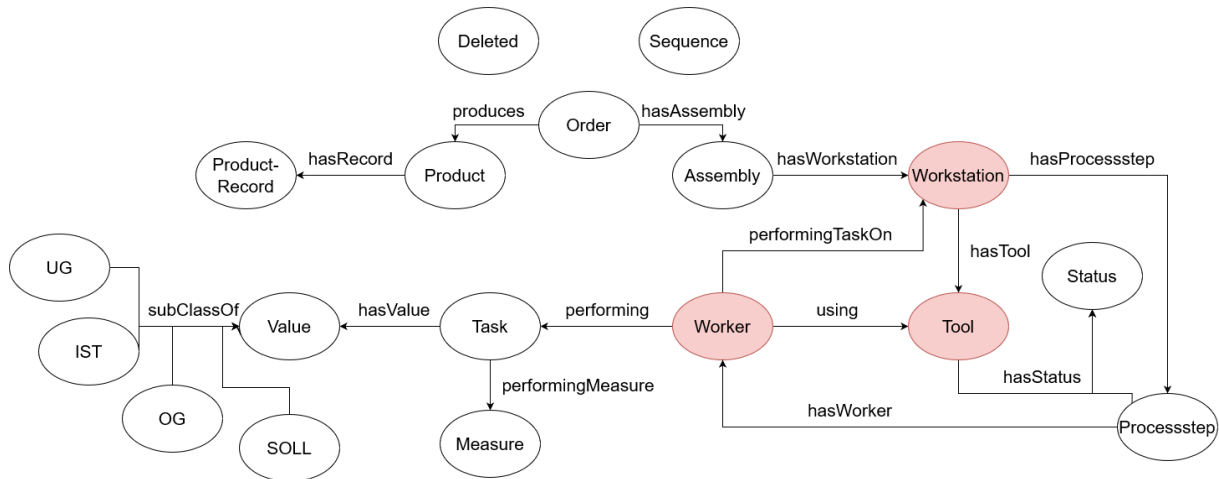 Deleted
Sequence
produces
Order
hasAssembly
Product-
Record
hasRecord
Product
Assembly
hasWorkstation
Workstation
hasProcessstep
performingTaskOn
hasTool
UG
Status
subClassOf
Value
hasValue
Task
performing
Worker
using
Tool
IST
performingMeasure
hasStatus
OG
hasWorker
Processstep
SOLL
Measure